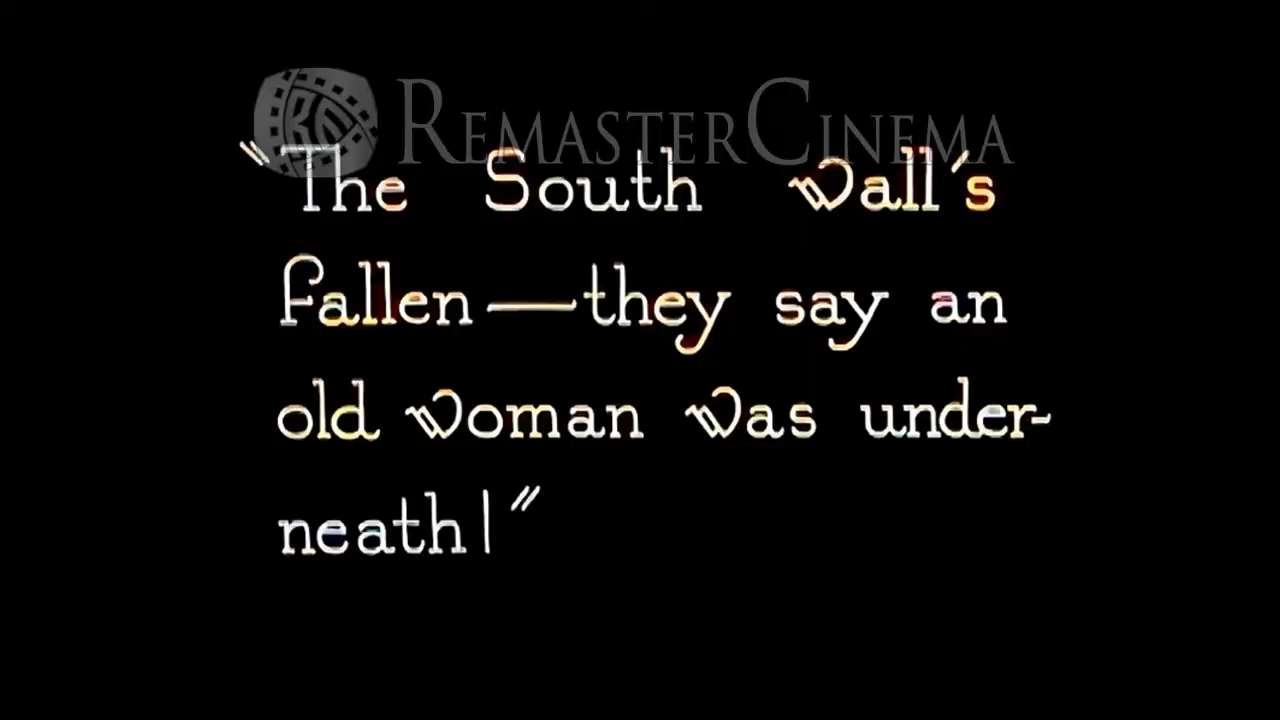 REMASTERCINEMA
"The South Wall's
Fallen—they say an
old woman was under-
neath!"